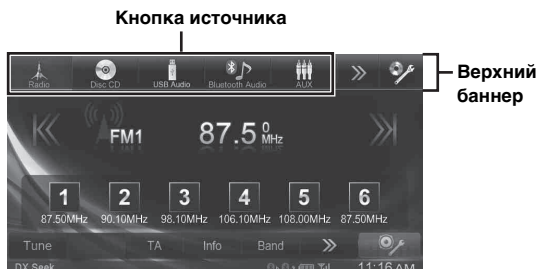 Кнопка источника
Radio Disc CD USB Audio Bluetooth Audio AUX
Верхний
баннер
FM1 87.5 0 MHz
1 2 3 4 5 6
87.50MHz 90.10MHz 98.10MHz 106.10MHz 108.00MHz 87.50MHz
Tune TA Info Band
DX Seek 11:16 AM